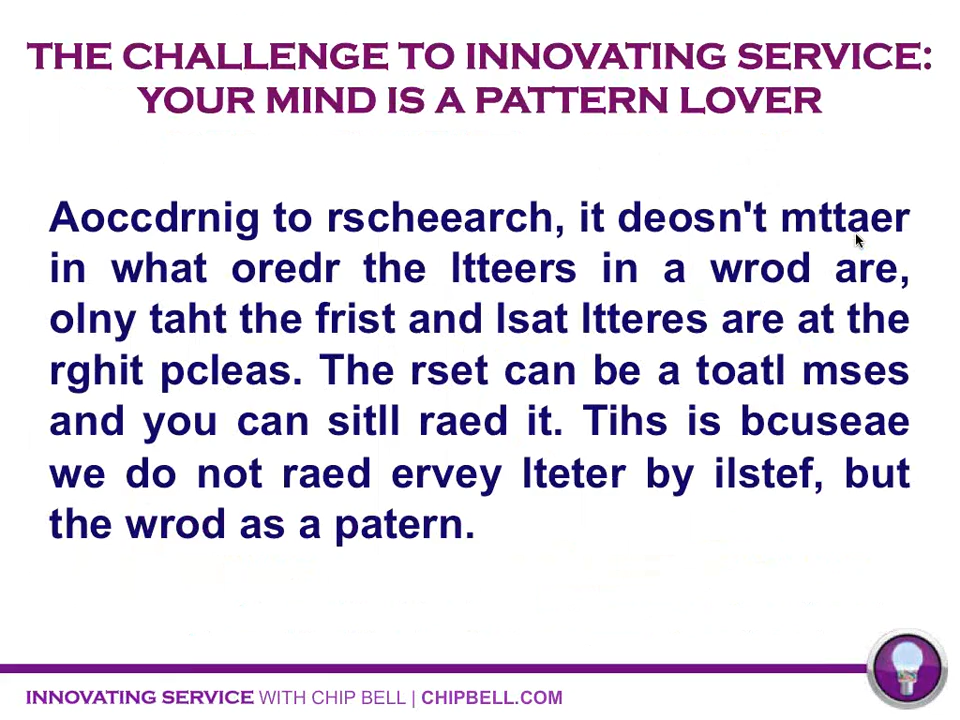 THE CHALLENGE TO INNOVATING SERVICE:
YOUR MIND IS A PATTERN LOVER
Aoccdrnig to rscheearch, it deosn't mttaer
in what oredr the ltteers in a wrod are,
olny taht the frist and lsat ltteres are at the
rghit pcleas. The rset can be a toatl mses
and you can sitll raed it. Tihs is bcuseae
we do not raed ervey lteter by ilstef, but
the wrod as a patern.
INNOVATING SERVICE WITH CHIP BELL | CHIPBELL.COM